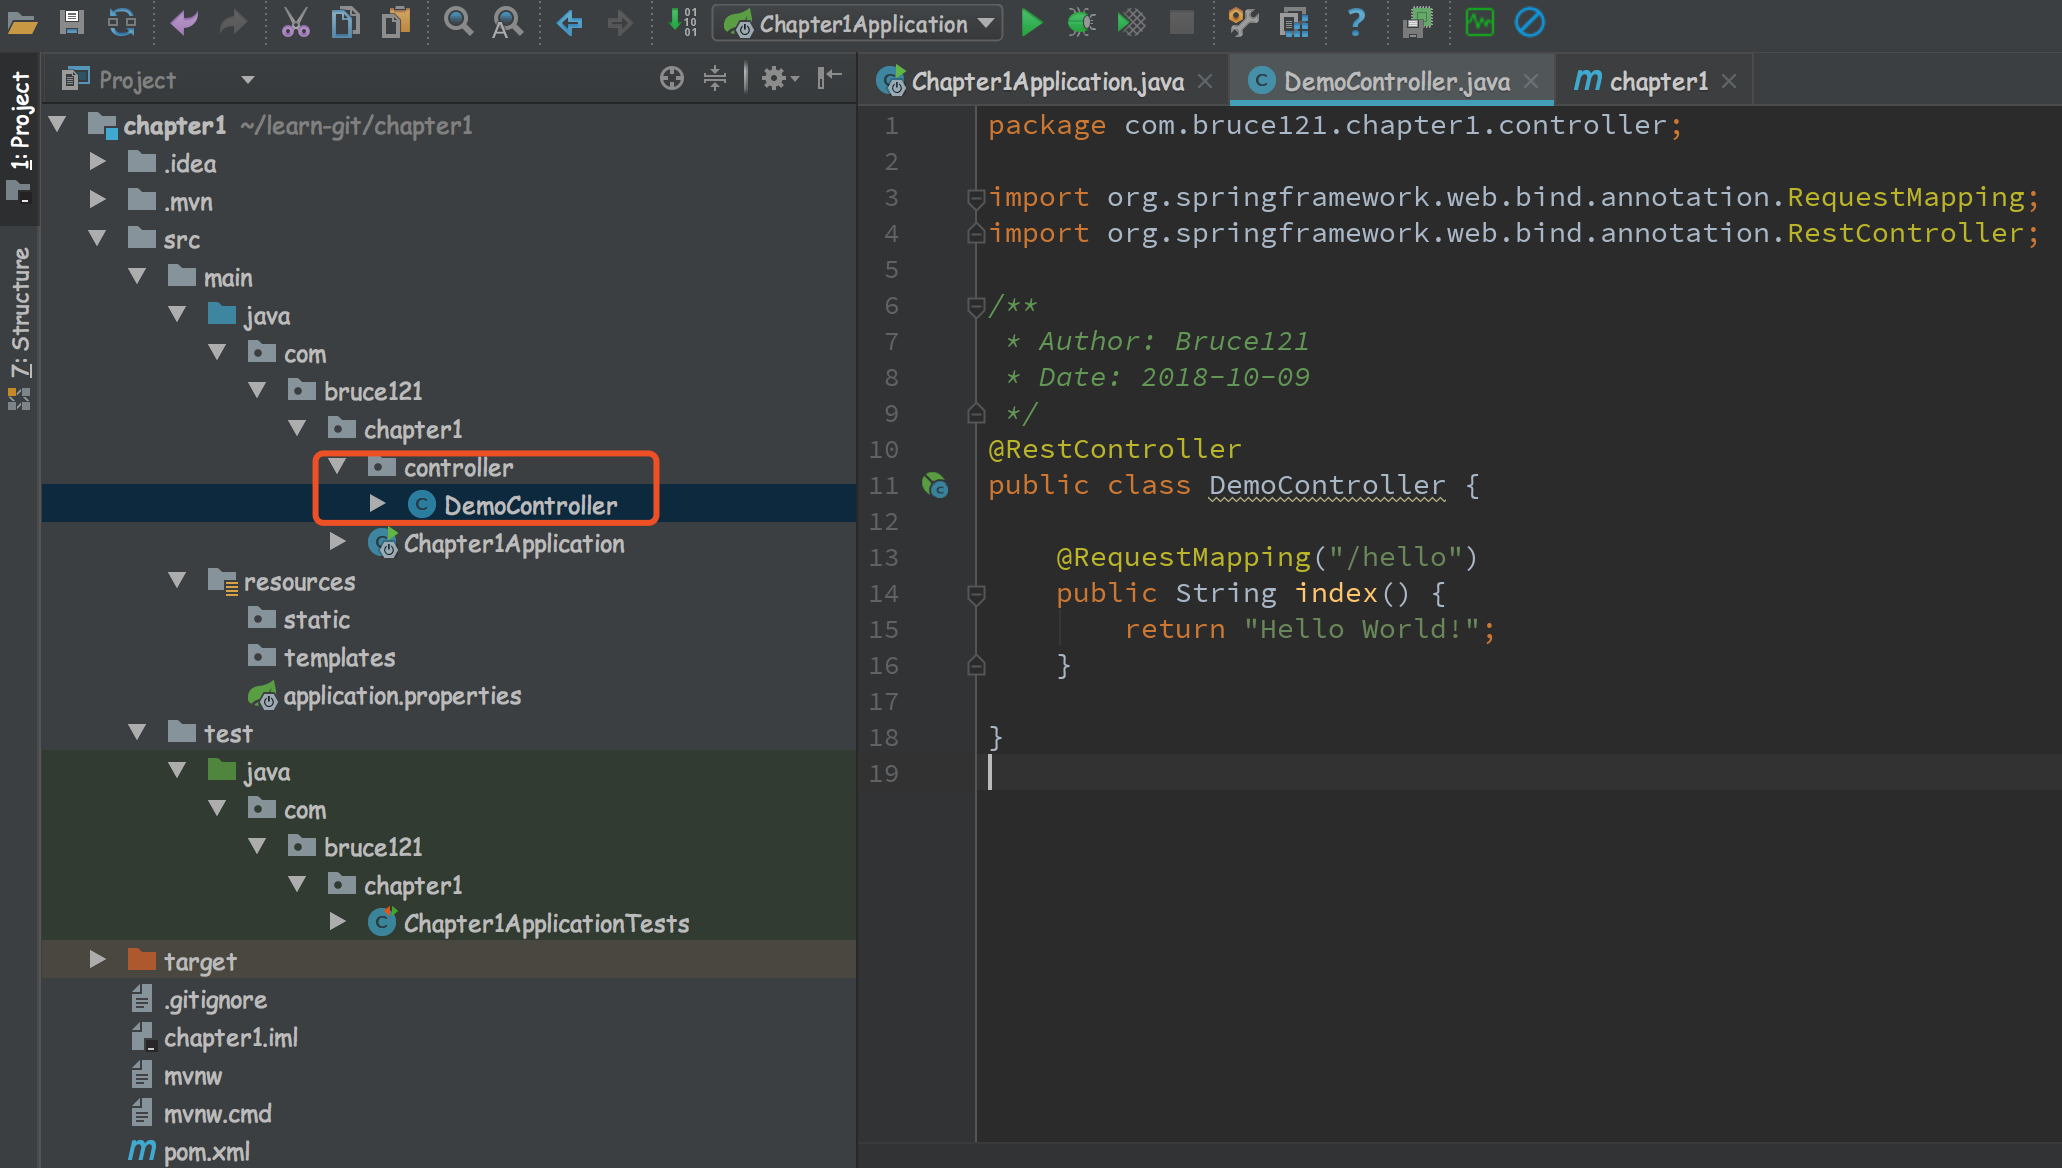 Chapter1Application
1: Project
7: Structure
Project
chapter1 ~/learn-git/chapter1
.idea
.mvn
src
main
java
com
bruce121
chapter1
controller
DemoController
Chapter1Application
resources
static
templates
application.properties
test
java
com
bruce121
chapter1
Chapter1ApplicationTests
target
.gitignore
chapter1.iml
mvnw
mvnw.cmd
pom.xml
Chapter1Application.java
DemoController.java
chapter1
1 package com.bruce121.chapter1.controller;
2
3 import org.springframework.web.bind.annotation.RequestMapping;
4 import org.springframework.web.bind.annotation.RestController;
5
6 /**
7 * Author: Bruce121
8 * Date: 2018-10-09
9 */
10 @RestController
11 public class DemoController {
12
13 @RequestMapping("/hello")
14 public String index() {
15 return "Hello World!";
16 }
17
18 }
19